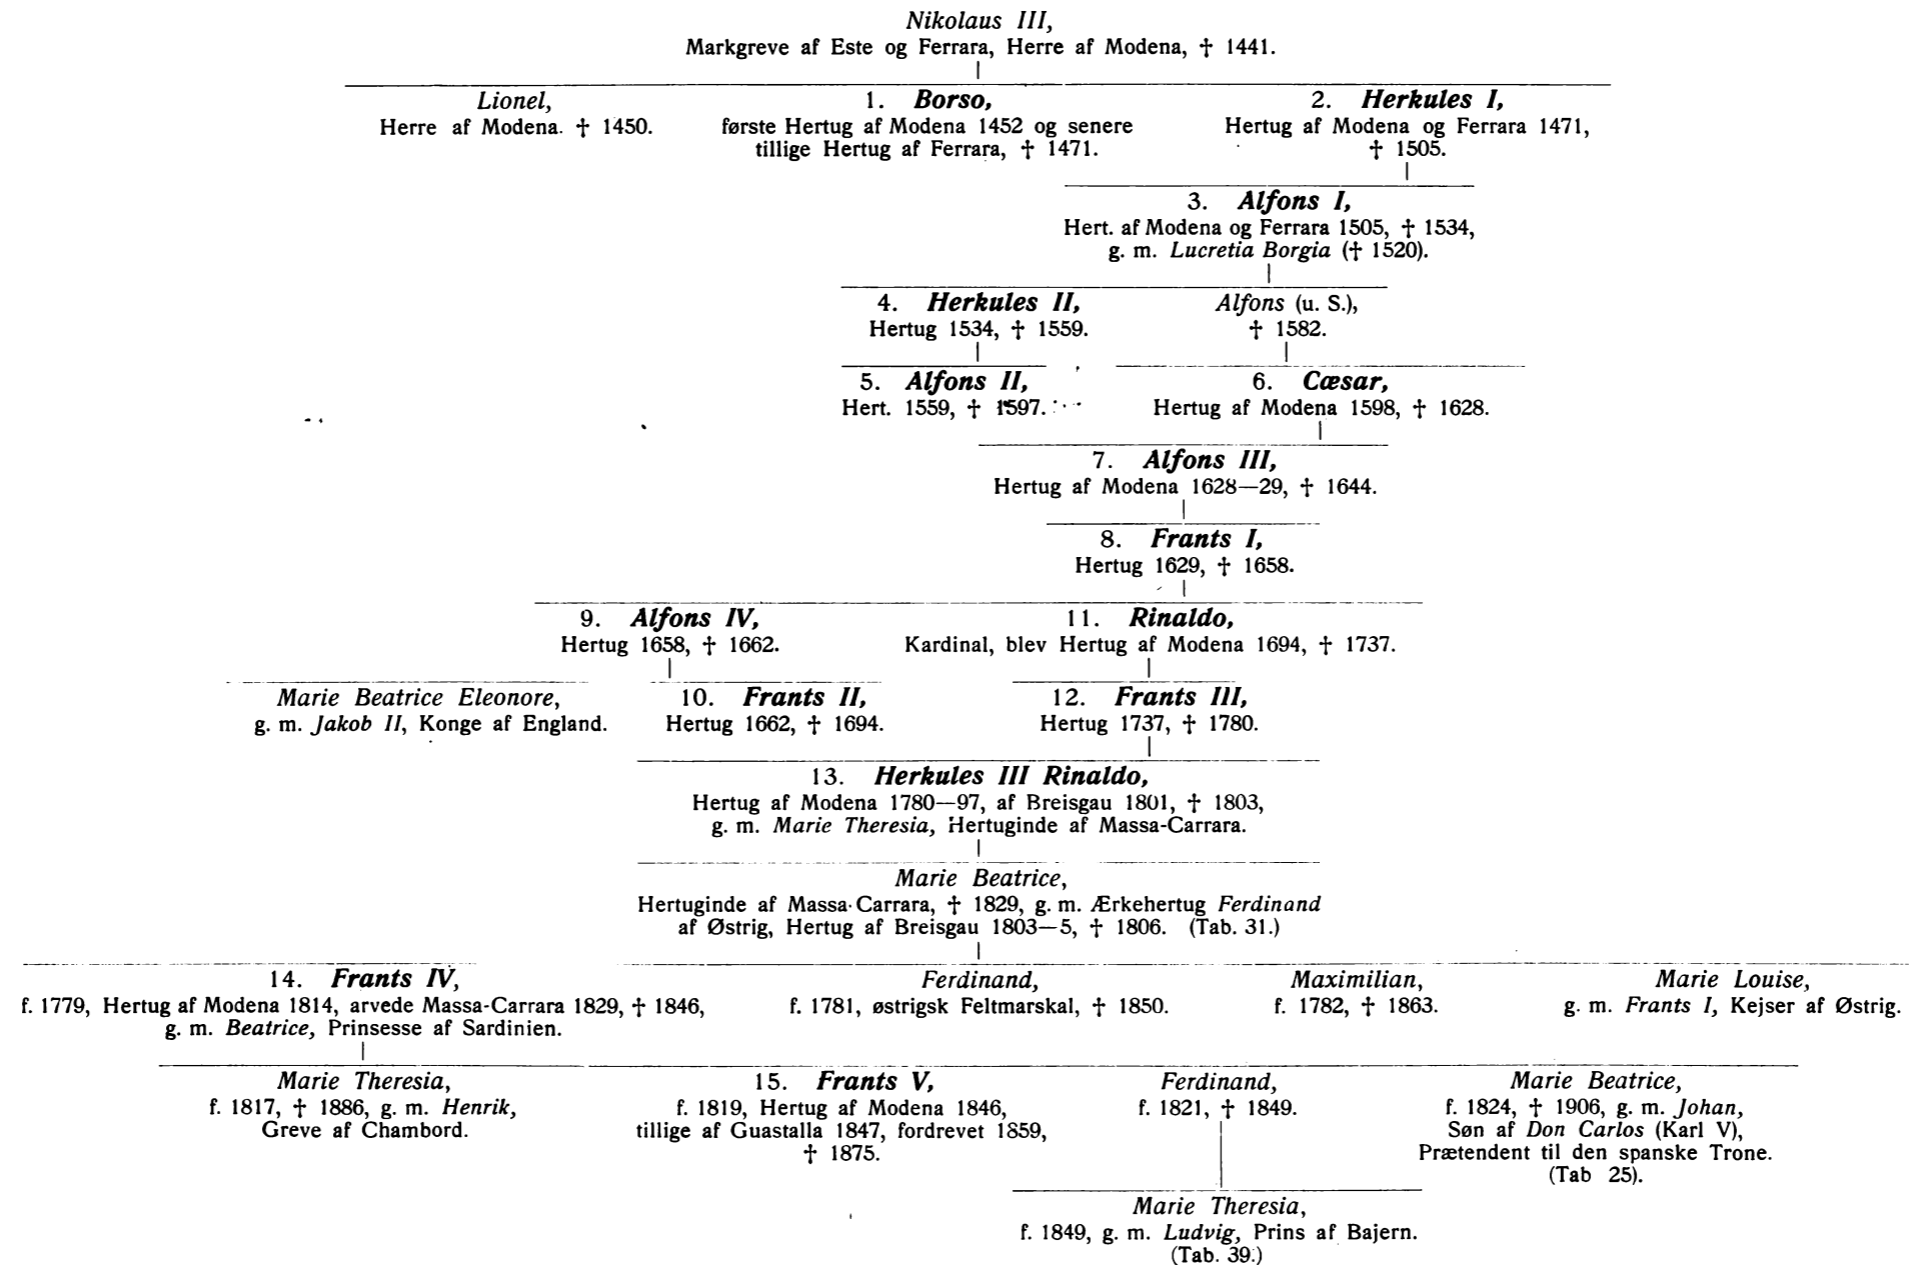 Nikolaus III,
Markgreve af Este og Ferrara, Herre af Modena, † 1441.
Lionel,
Herre af Modena. † 1450.
1. Borso,
første Hertug af Modena 1452 og senere
tillige Hertug af Ferrara, † 1471.
2. Herkules I,
Hertug af Modena og Ferrara 1471,
† 1505.
3. Alfons I,
Hert. af Modena og Ferrara 1505, † 1534,
g. m. Lucretia Borgia († 1520).
4. Herkules II,
Hertug 1534, † 1559.
Alfons (u. S.),
† 1582.
5. Alfons II,
Hert. 1559, † 1597.
6. Cæsar,
Hertug af Modena 1598, † 1628.
7. Alfons III,
Hertug af Modena 1628—29, † 1644.
8. Frants I,
Hertug 1629, † 1658.
9. Alfons IV,
Hertug 1658, † 1662.
11. Rinaldo,
Kardinal, blev Hertug af Modena 1694, † 1737.
Marie Beatrice Eleonore,
g. m. Jakob II, Konge af England.
10. Frants II,
Hertug 1662, † 1694.
12. Frants III,
Hertug 1737, † 1780.
13. Herkules III Rinaldo,
Hertug af Modena 1780—97, af Breisgau 1801, † 1803,
g. m. Marie Theresia, Hertuginde af Massa-Carrara.
Marie Beatrice,
Hertuginde af Massa-Carrara, † 1829, g. m. Ærkehertug Ferdinand
af Østrig, Hertug af Breisgau 1803—5, † 1806. (Tab. 31.)
14. Frants IV,
f. 1779, Hertug af Modena 1814, arvede Massa-Carrara 1829, † 1846,
g. m. Beatrice, Prinsesse af Sardinien.
Ferdinand,
f. 1781, østrigsk Feltmarskal, † 1850.
Maximilian,
f. 1782, † 1863.
Marie Louise,
g. m. Frants I, Kejser af Østrig.
Marie Theresia,
f. 1817, † 1886, g. m. Henrik,
Greve af Chambord.
15. Frants V,
f. 1819, Hertug af Modena 1846,
tillige af Guastalla 1847, fordrevet 1859,
† 1875.
Ferdinand,
f. 1821, † 1849.
Marie Beatrice,
f. 1824, † 1906, g. m. Johan,
Søn af Don Carlos (Karl V),
Prætendent til den spanske Trone.
(Tab 25).
Marie Theresia,
f. 1849, g. m. Ludvig, Prins af Bajern.
(Tab. 39.)